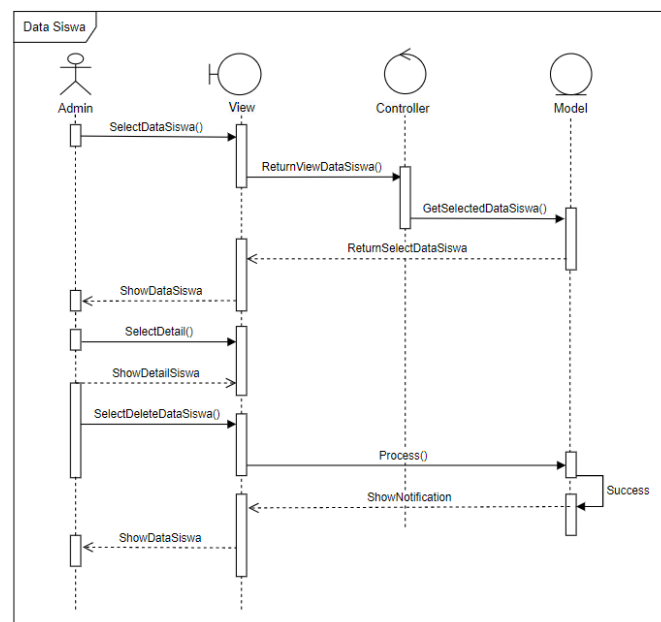 Data Siswa
Admin
View
Controller
Model
SelectDataSiswa()
ReturnViewDataSiswa()
GetSelectedDataSiswa()
ReturnSelectDataSiswa
ShowDataSiswa
SelectDetail()
ShowDetailSiswa
SelectDeleteDataSiswa()
Process()
Success
ShowNotification
ShowDataSiswa